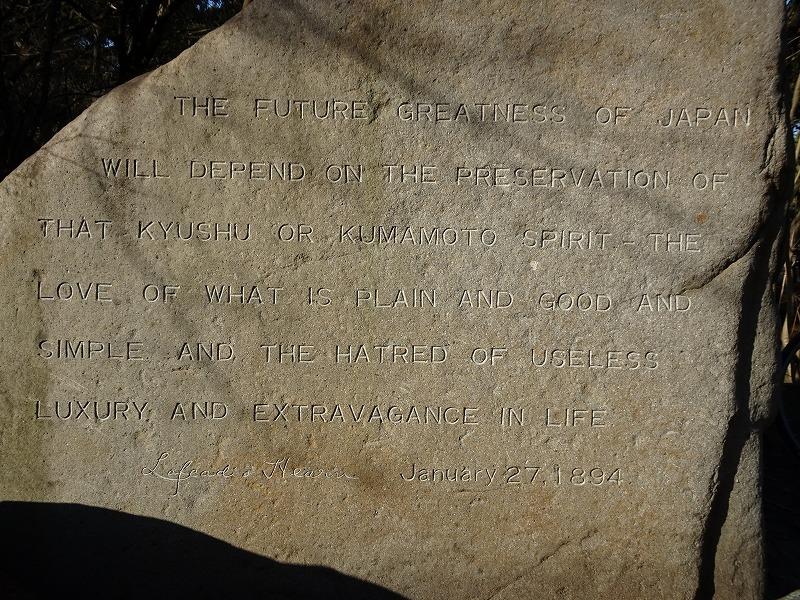 THE FUTURE GREATNESS OF JAPAN
WILL DEPEND ON THE PRESERVATION OF
THAT KYUSHU OR KUMAMOTO SPIRIT – THE
LOVE OF WHAT IS PLAIN AND GOOD AND
SIMPLE, AND THE HATRED OF USELESS
LUXURY AND EXTRAVAGANCE IN LIFE.
Lafcadio Hearn January 27, 1894.